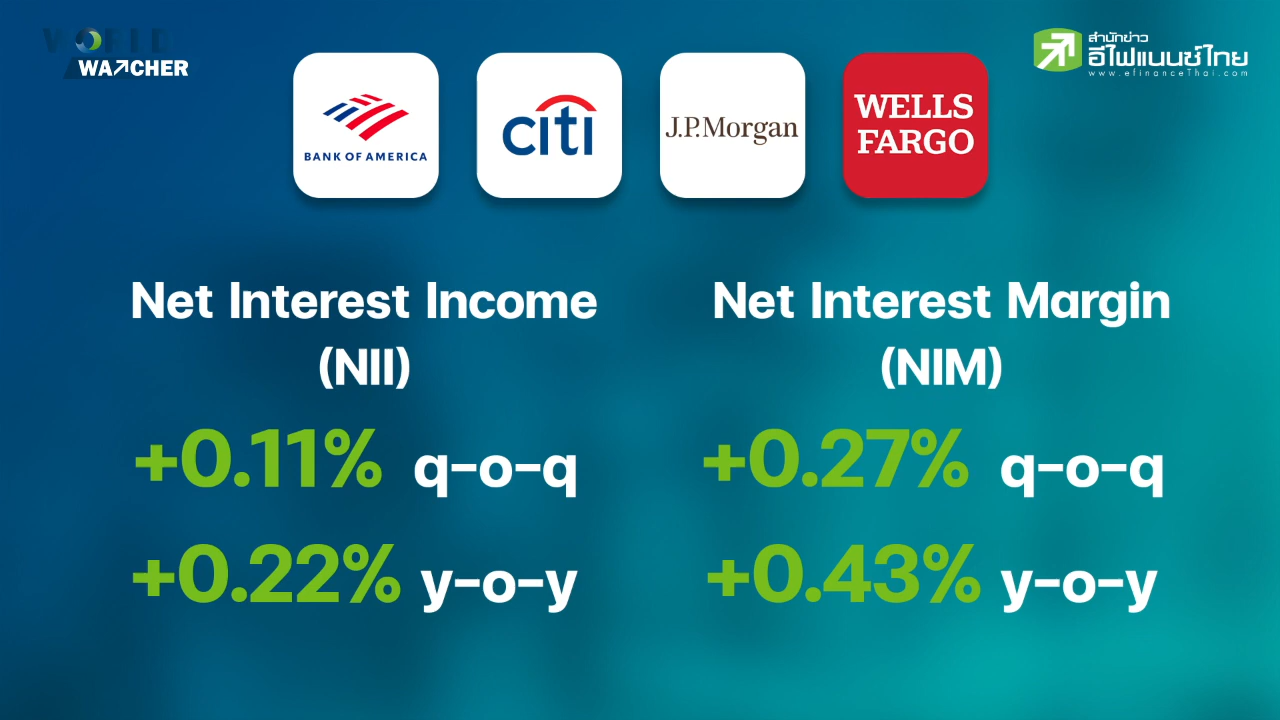 WORLD
WATCHER
สำนักข่าว
อีไฟแนนซ์ไทย
www.efinanceThai.com
BANK OF AMERICA
citi
J.P.Morgan
WELLS
FARGO
Net Interest Income
(NII)
+0.11% q-o-q
+0.22% y-o-y
Net Interest Margin
(NIM)
+0.27% q-o-q
+0.43% y-o-y